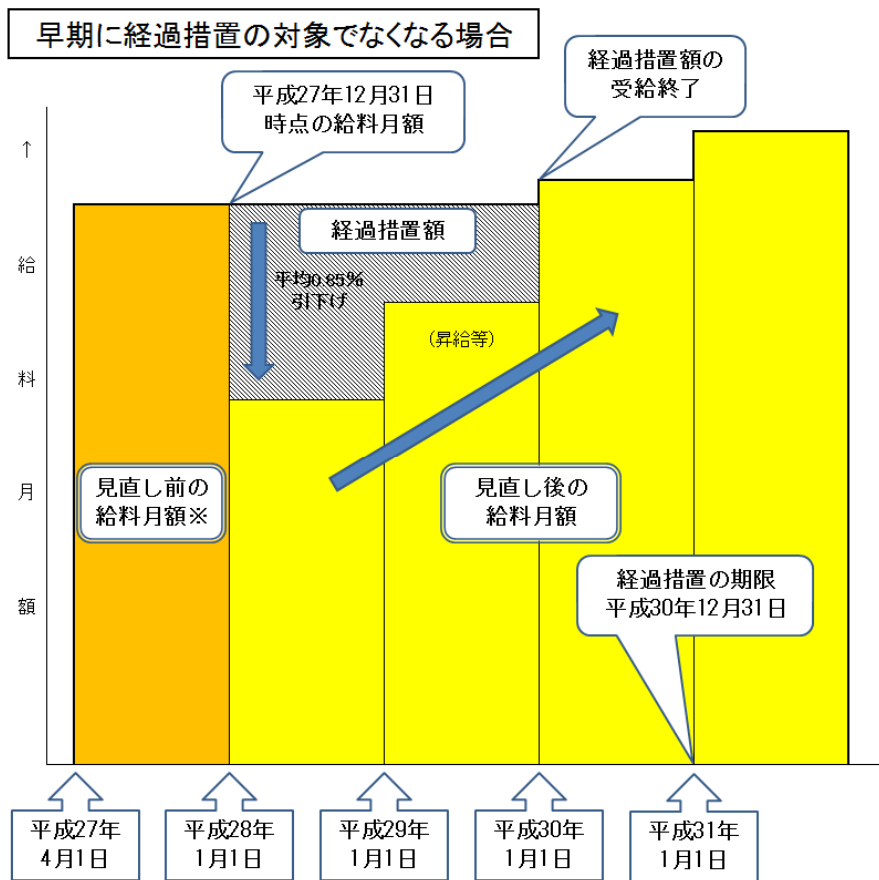 早期に経過措置の対象でなくなる場合
経過措置額の
受給終了
平成27年12月31日
時点の給料月額
↑
給
料
月
額
経過措置額
平均0.85%
引下げ
(昇給等)
見直し前の
給料月額※
見直し後の
給料月額
経過措置の期限
平成30年12月31日
平成27年
4月1日
平成28年
1月1日
平成29年
1月1日
平成30年
1月1日
平成31年
1月1日